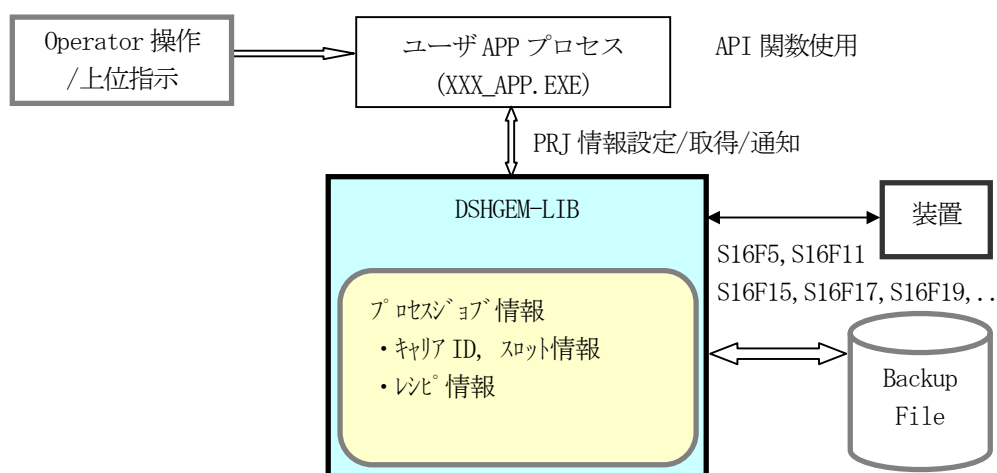 Operator 操作
/上位指示
ユーザ APP プロセス
(XXX_APP.EXE)
API 関数使用
PRJ 情報設定/取得/通知
DSHGEM-LIB
装置
S16F5,S16F11
S16F15,S16F17,S16F19,..
ﾌﾟﾛｾｽｼﾞｮﾌﾞ情報
・ｷｬﾘｱ ID, ｽﾛｯﾄ情報
・ﾚｼﾋﾟ情報
Backup
File